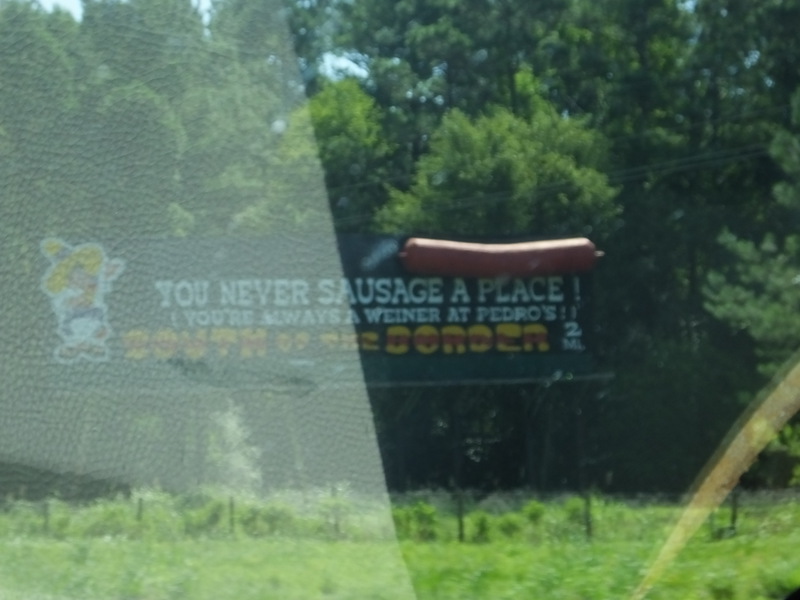 YOU NEVER SAUSAGE A PLACE!
(YOU'RE ALWAYS A WEINER AT PEDRO'S!)
SOUTH OF THE BORDER 2 MI.